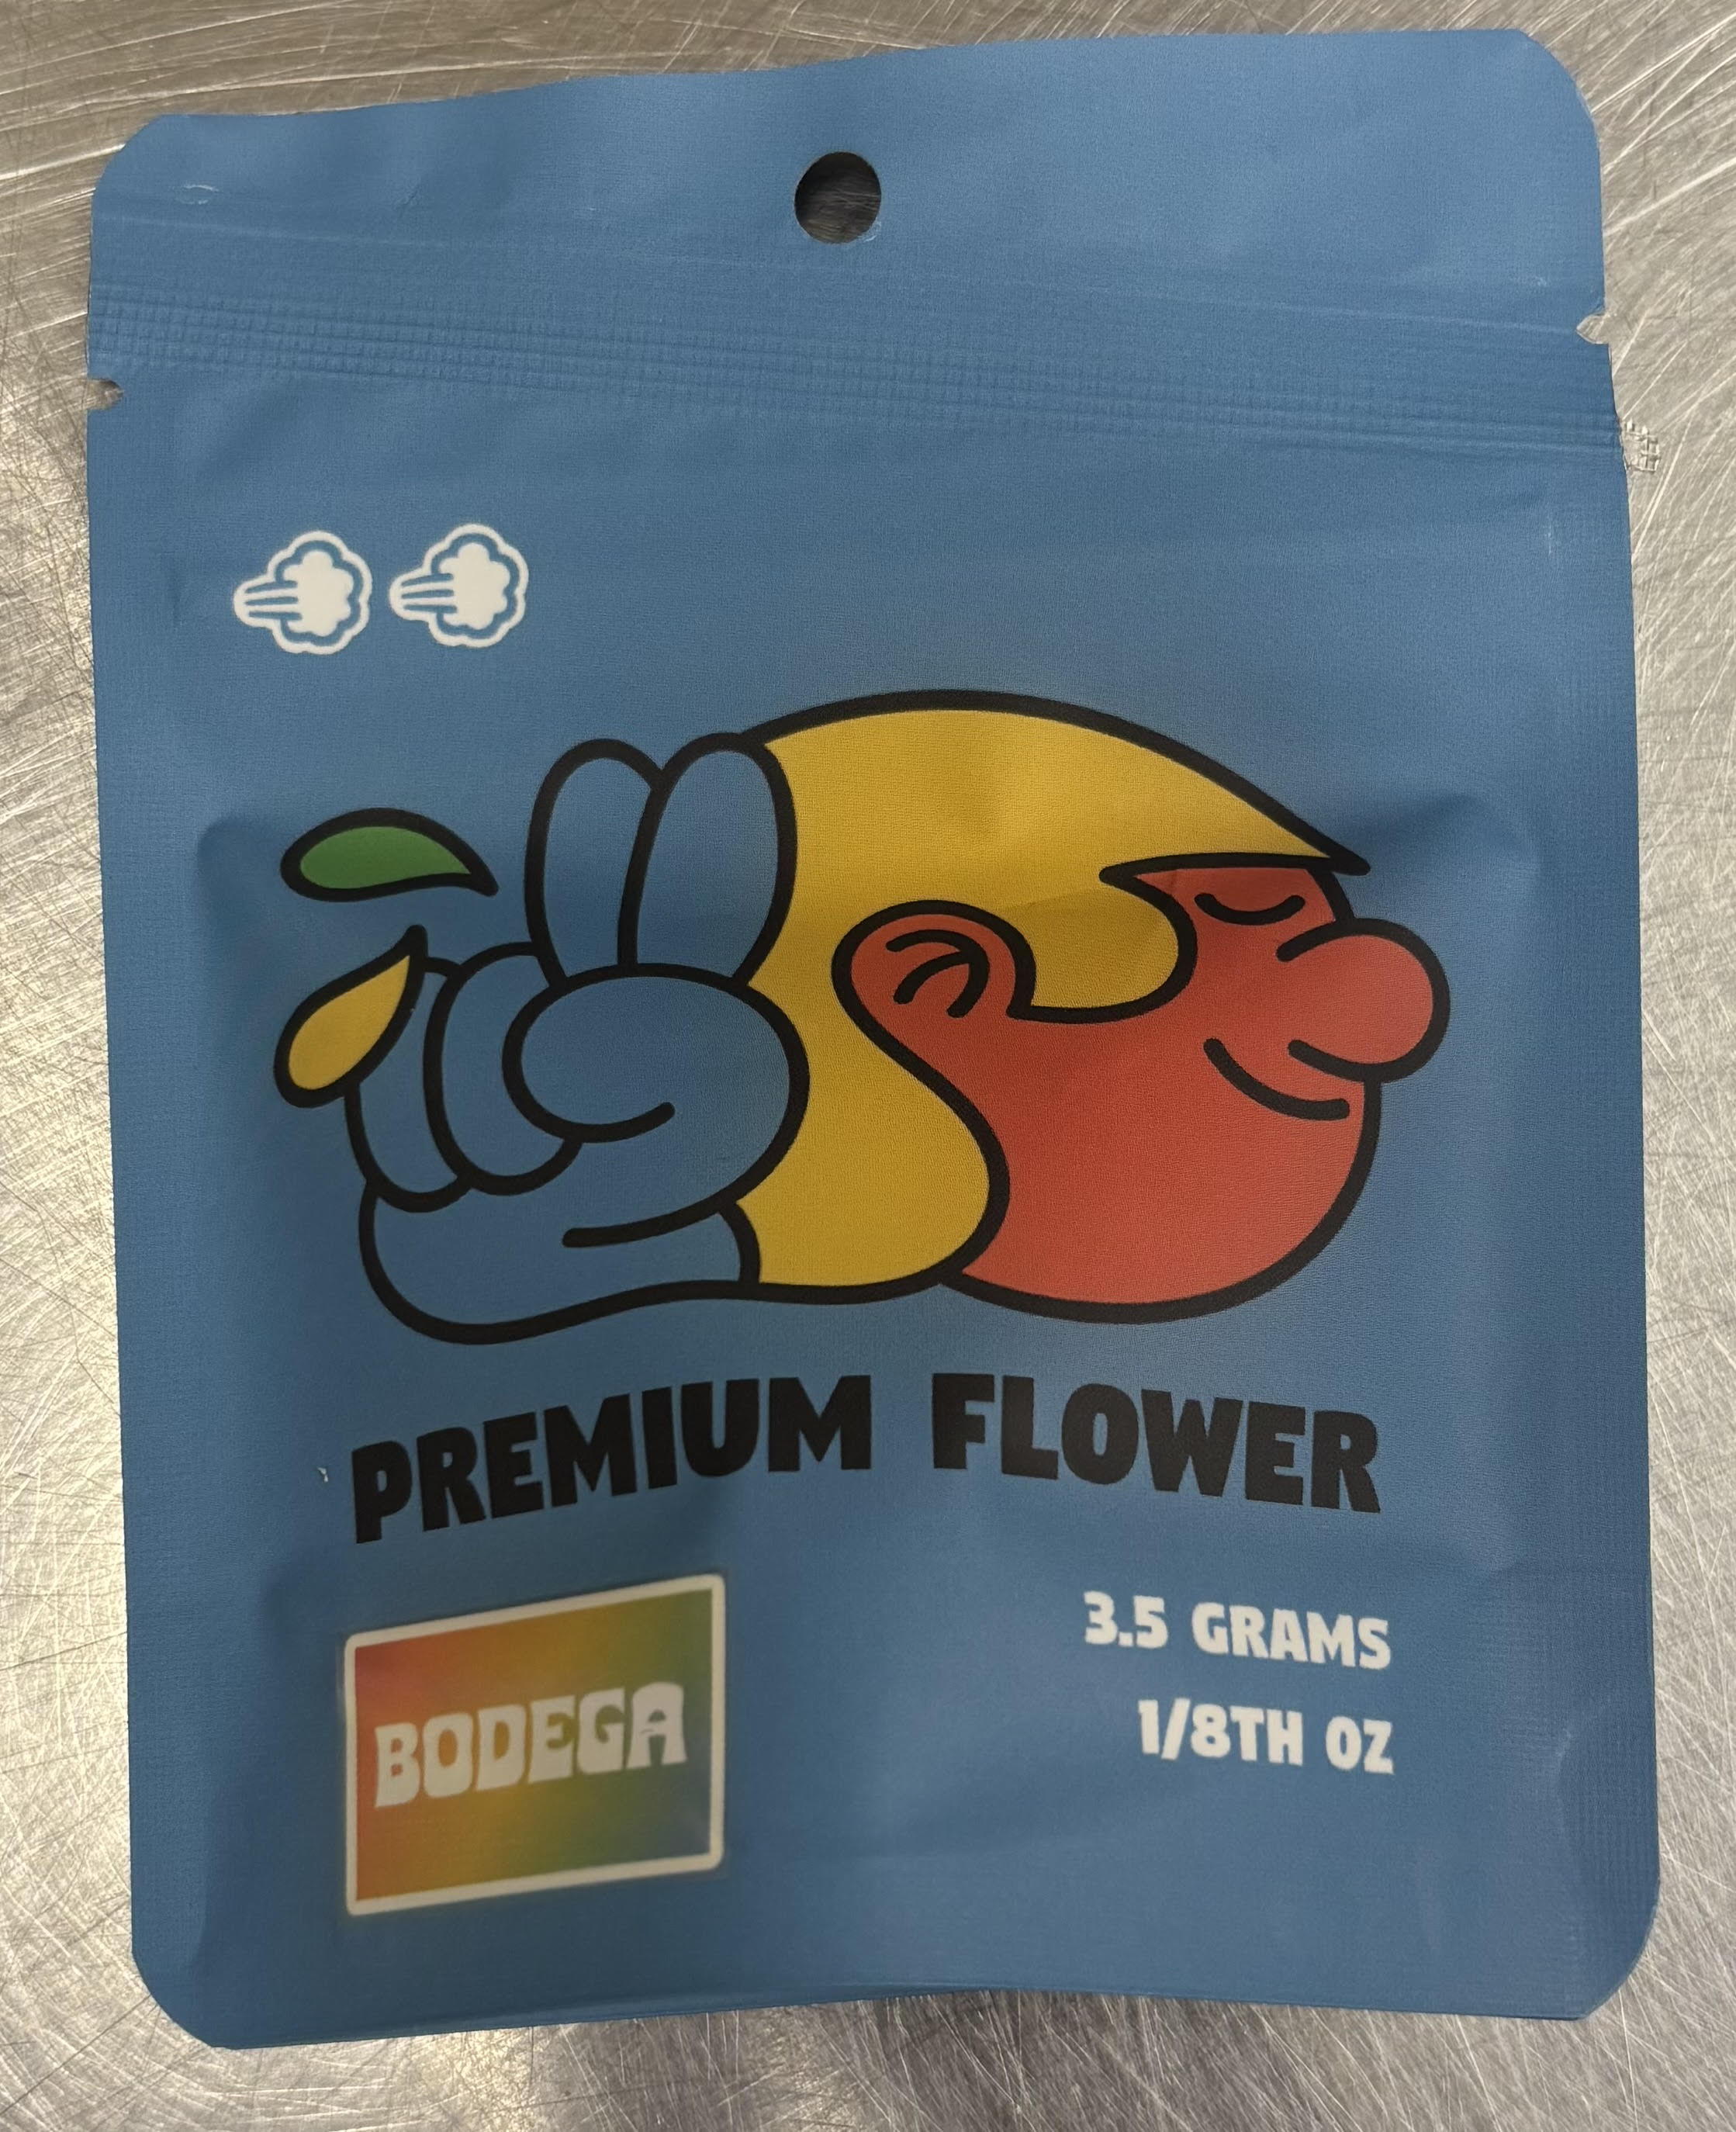 PREMIUM FLOWER
BODEGA
3.5 GRAMS
1/8TH OZ